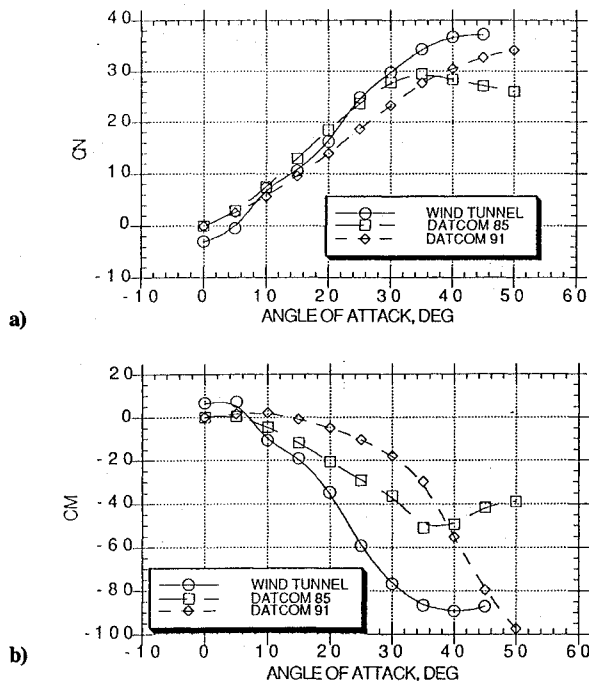 40
30
20
10
0
-10
CN
-10 0 10 20 30 40 50 60
ANGLE OF ATTACK, DEG
WIND TUNNEL
DATCOM 85
DATCOM 91
a)
20
0
-20
-40
-60
-80
-100
CM
-10 0 10 20 30 40 50 60
ANGLE OF ATTACK, DEG
WIND TUNNEL
DATCOM 85
DATCOM 91
b)